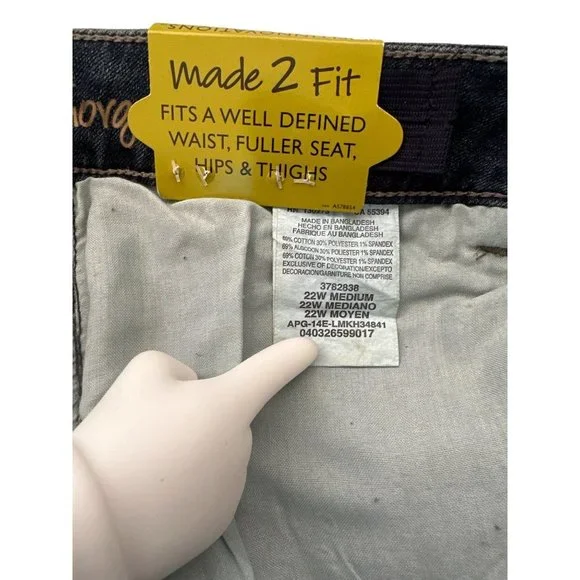 INNOVATIONS
made 2 Fit
FITS A WELL DEFINED
WAIST, FULLER SEAT,
HIPS & THIGHS
A178814
55394
MADE IN BANGLADESH
HECHO EN BANGLADESH
FABRIQUE AU BANGLADESH
69% COTTON 30% POLYESTER 1% SPANDEX
69% ALGODON 30% POLIESTER 1% SPANDEX
69% COTON 30% POLYESTER 1% SPANDEX
EXCLUSIVE OF DECORATION/EXCEPTO
DECORACION/GARNITURE NON COMPRISE
3782838
22W MEDIUM
22W MEDIANO
22W MOYEN
APG-14E-LMKH34841
040326599017